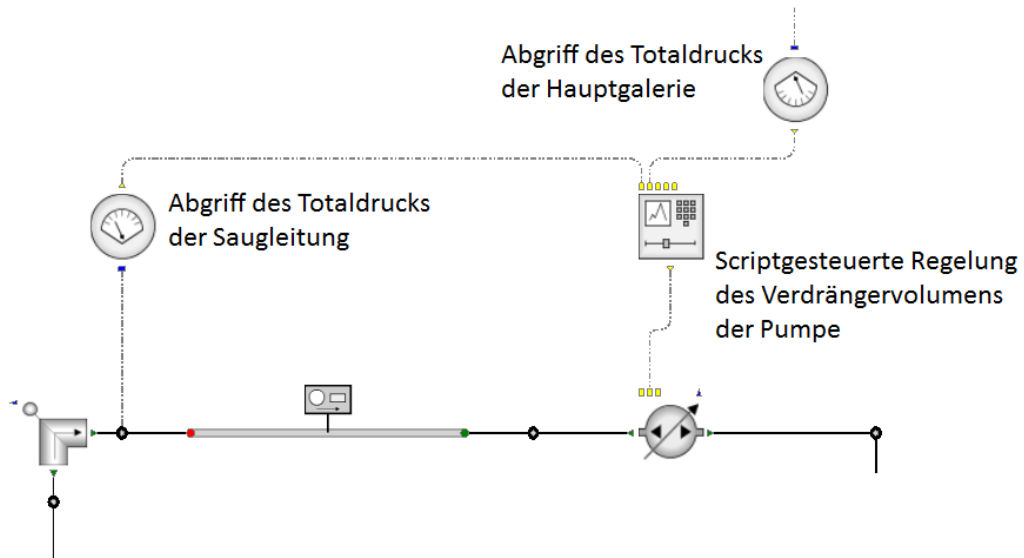 Abgriff des Totaldrucks
der Hauptgalerie
Abgriff des Totaldrucks
der Saugleitung
Scriptgesteuerte Regelung
des Verdrängervolumens
der Pumpe